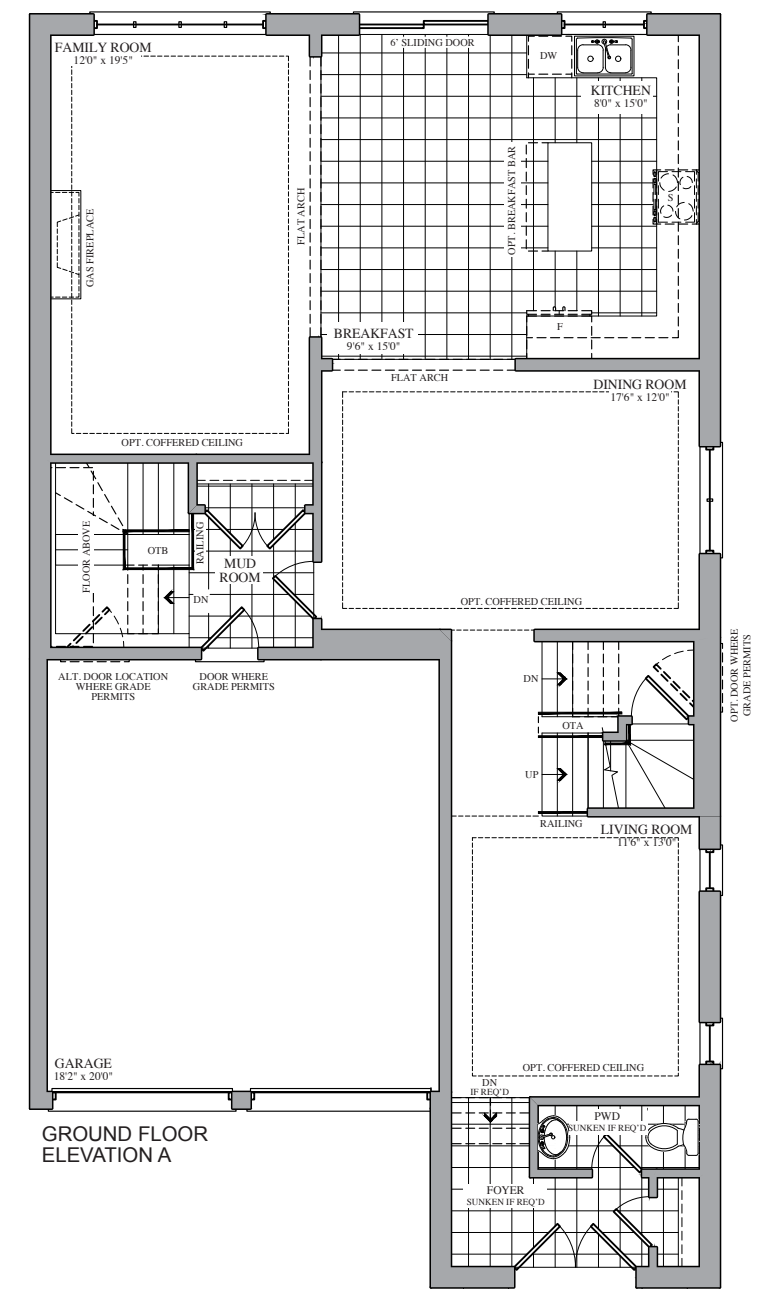 FAMILY ROOM
12'0" x 19'5"
6' SLIDING DOOR
DW
KITCHEN
8'0" x 15'0"
OPT. BREAKFAST BAR
S
FLAT ARCH
GAS FIREPLACE
F
BREAKFAST
9'6" x 15'0"
FLAT ARCH
DINING ROOM
17'6" x 12'0"
OPT. COFFERED CEILING
FLOOR ABOVE
OTB
RAILING
MUD
ROOM
DN
OPT. COFFERED CEILING
ALT. DOOR LOCATION
WHERE GRADE
PERMITS
DOOR WHERE
GRADE PERMITS
OPT. DOOR WHERE
GRADE PERMITS
DN
OTA
UP
RAILING
LIVING ROOM
11'6" x 13'0"
OPT. COFFERED CEILING
GARAGE
18'2" x 20'0"
DN
IF REQ'D
PWD
SUNKEN IF REQ'D
FOYER
SUNKEN IF REQ'D
GROUND FLOOR
ELEVATION A